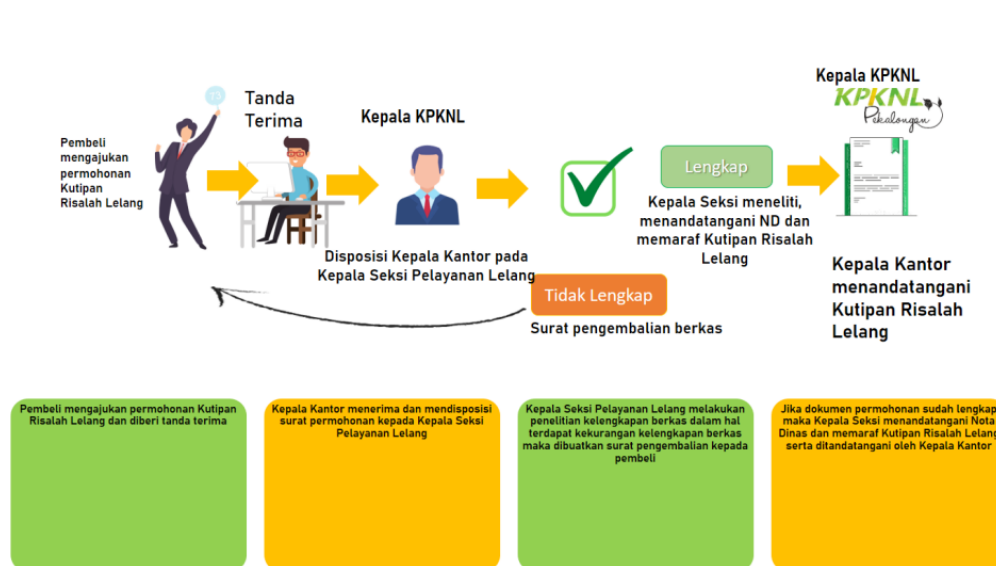 Pembeli
mengajukan
permohonan
Kutipan
Risalah Lelang
Tanda
Terima
Kepala KPKNL
Disposisi Kepala Kantor pada
Kepala Seksi Pelayanan Lelang
Lengkap
Kepala Seksi meneliti,
menandatangani ND dan
memaraf Kutipan Risalah
Lelang
Tidak Lengkap
Surat pengembalian berkas
Kepala KPKNL
KPKNL
Pekalongan
Kepala Kantor
menandatangani
Kutipan Risalah
Lelang
Pembeli mengajukan permohonan Kutipan
Risalah Lelang dan diberi tanda terima
Kepala Kantor menerima dan mendisposisi
surat permohonan kepada Kepala Seksi
Pelayanan Lelang
Kepala Seksi Pelayanan Lelang melakukan
penelitian kelengkapan berkas dalam hal
terdapat kekurangan kelengkapan berkas
maka dibuatkan surat pengembalian kepada
pembeli
Jika dokumen permohonan sudah lengkap
maka Kepala Seksi menandatangani Nota
Dinas dan memaraf Kutipan Risalah Lelang
serta ditandatangani oleh Kepala Kantor